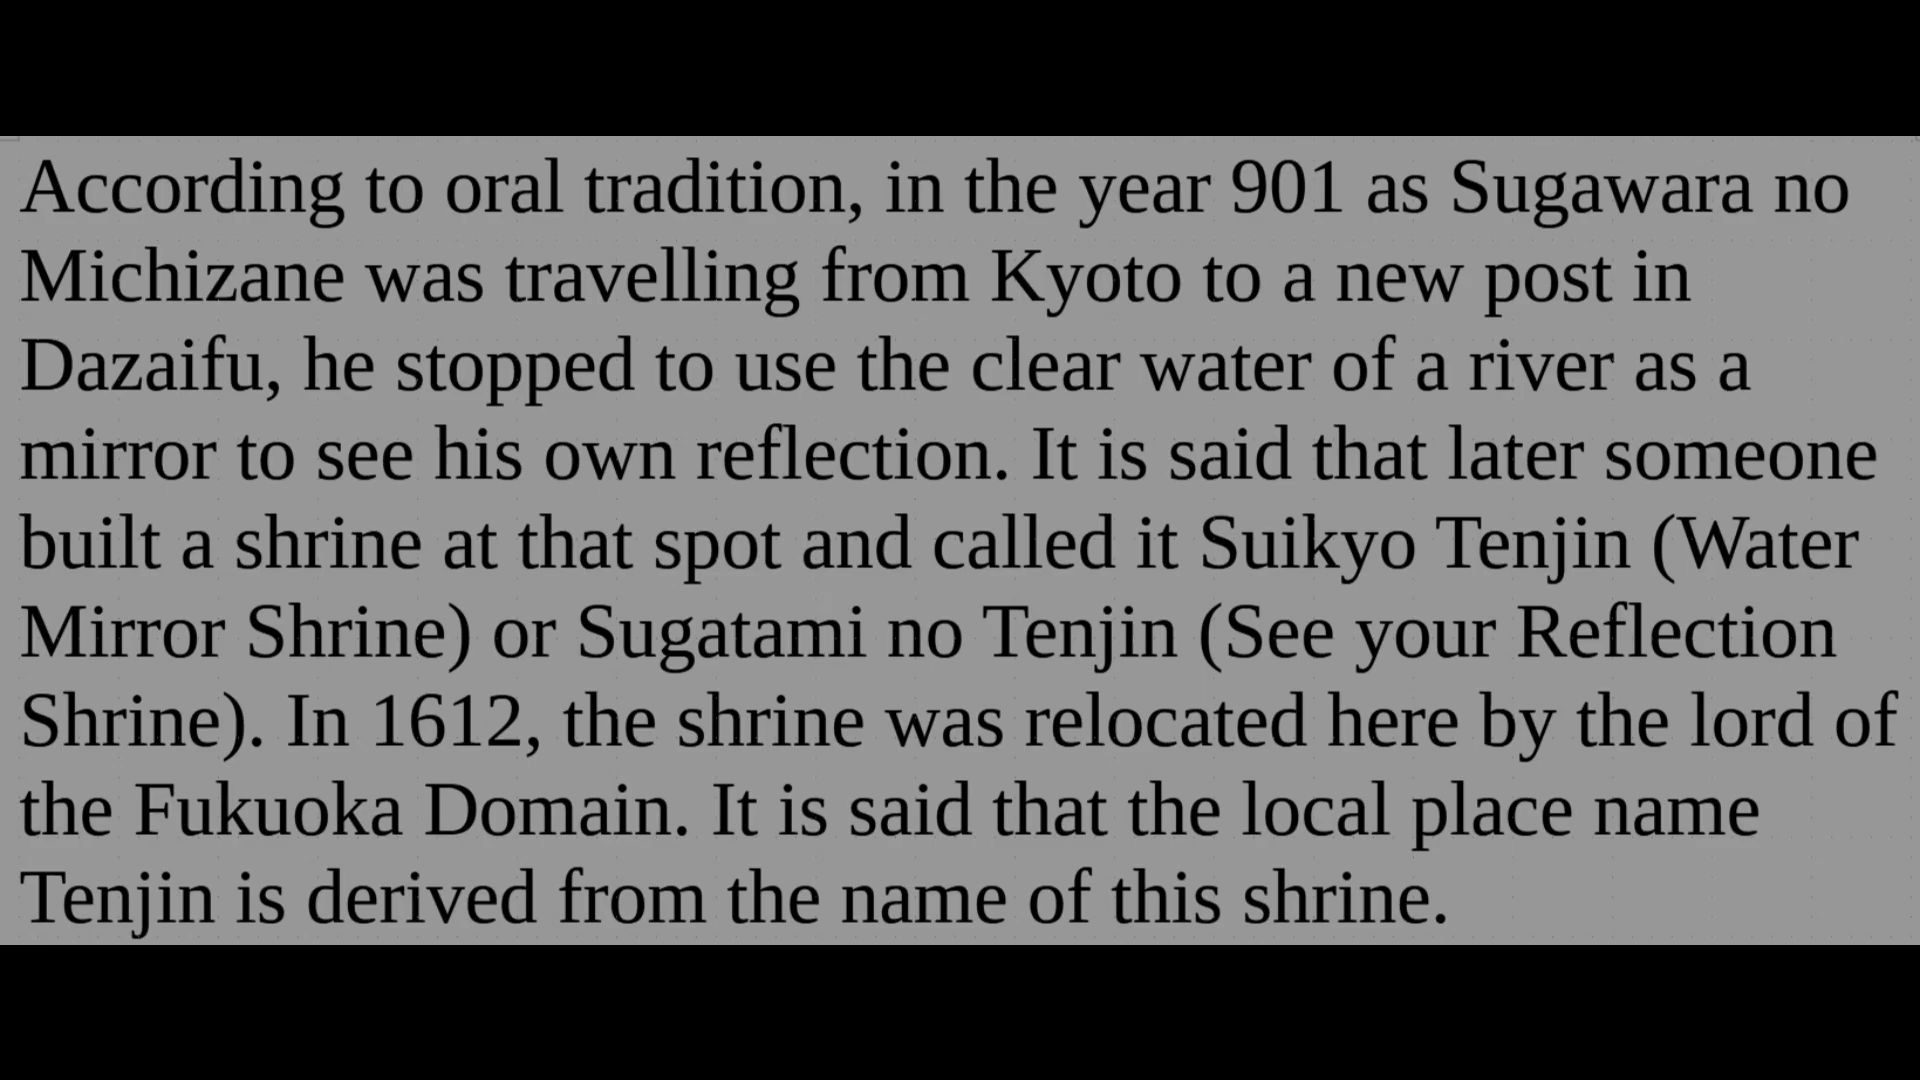 According to oral tradition, in the year 901 as Sugawara no
Michizane was travelling from Kyoto to a new post in
Dazaifu, he stopped to use the clear water of a river as a
mirror to see his own reflection. It is said that later someone
built a shrine at that spot and called it Suikyo Tenjin (Water
Mirror Shrine) or Sugatami no Tenjin (See your Reflection
Shrine). In 1612, the shrine was relocated here by the lord of
the Fukuoka Domain. It is said that the local place name
Tenjin is derived from the name of this shrine.